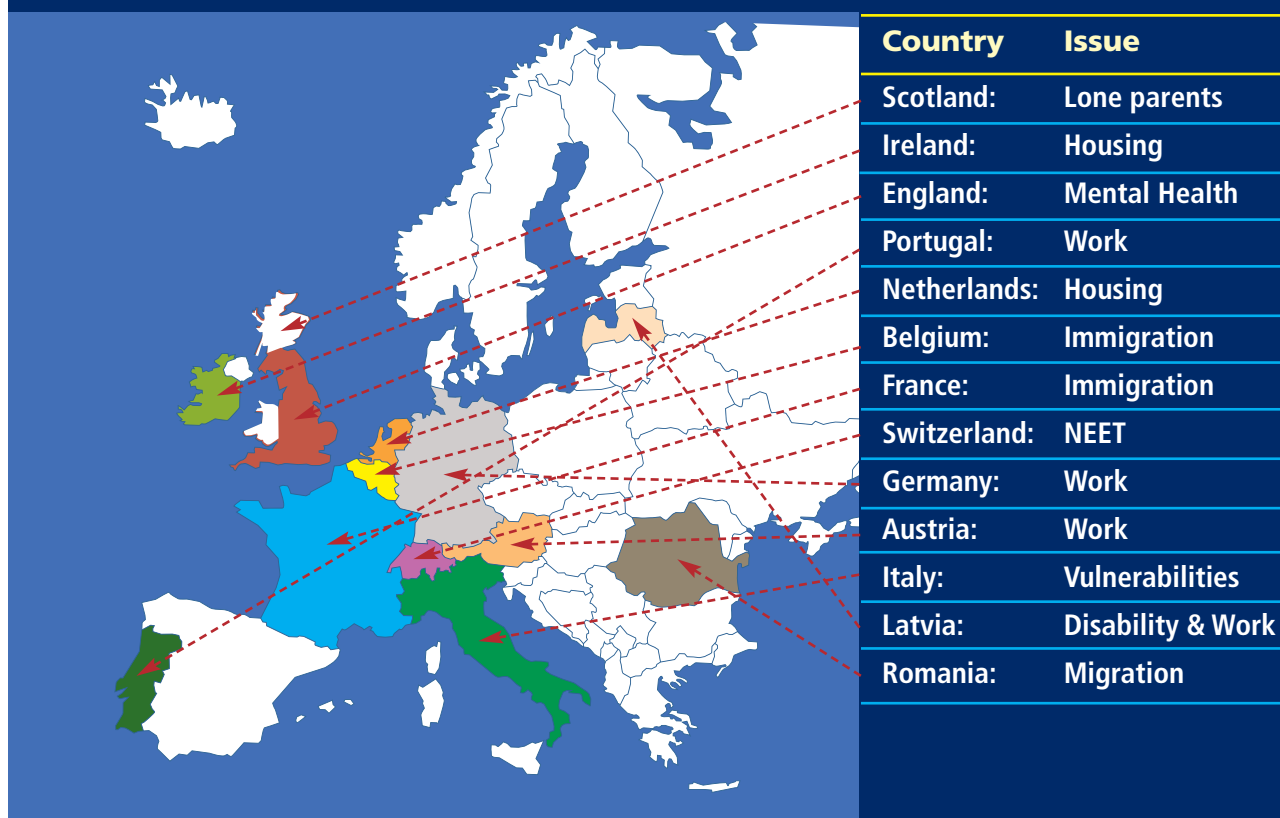 Country Issue
Scotland: Lone parents
Ireland: Housing
England: Mental Health
Portugal: Work
Netherlands: Housing
Belgium: Immigration
France: Immigration
Switzerland: NEET
Germany: Work
Austria: Work
Italy: Vulnerabilities
Latvia: Disability & Work
Romania: Migration